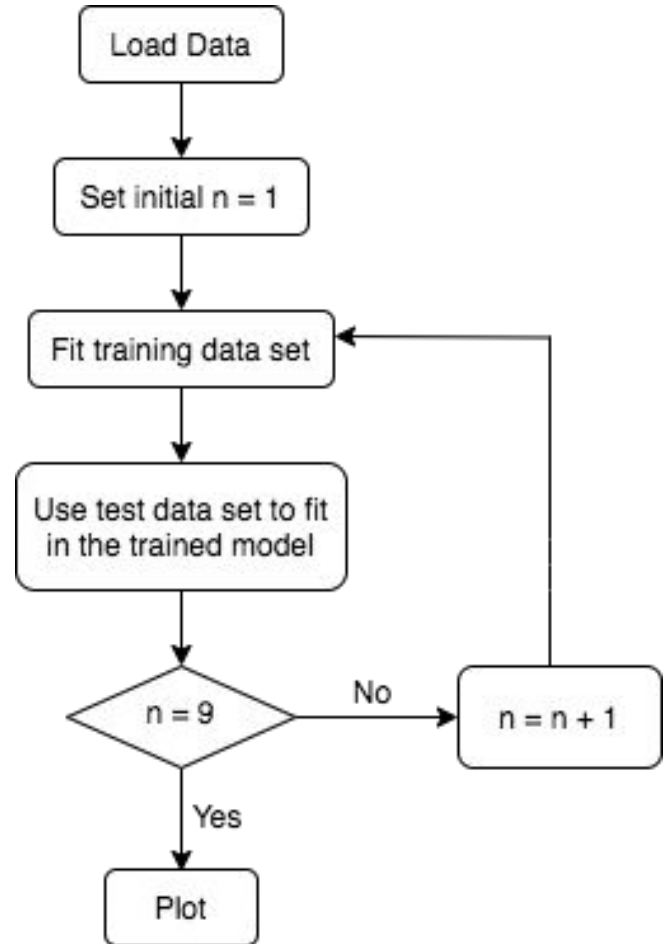 Load Data
Set initial n = 1
Fit training data set
Use test data set to fit
in the trained model
n = 9
No
n = n + 1
Yes
Plot